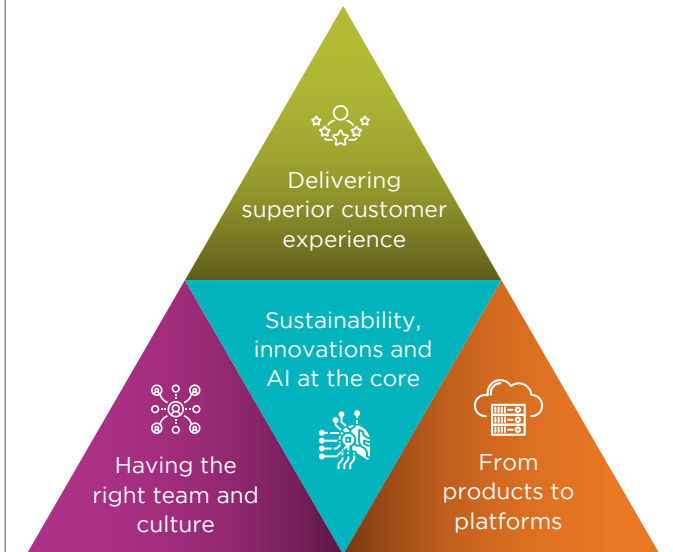 Delivering
superior customer
experience
Sustainability,
innovations and
AI at the core
Having the
right team and
culture
From
products to
platforms